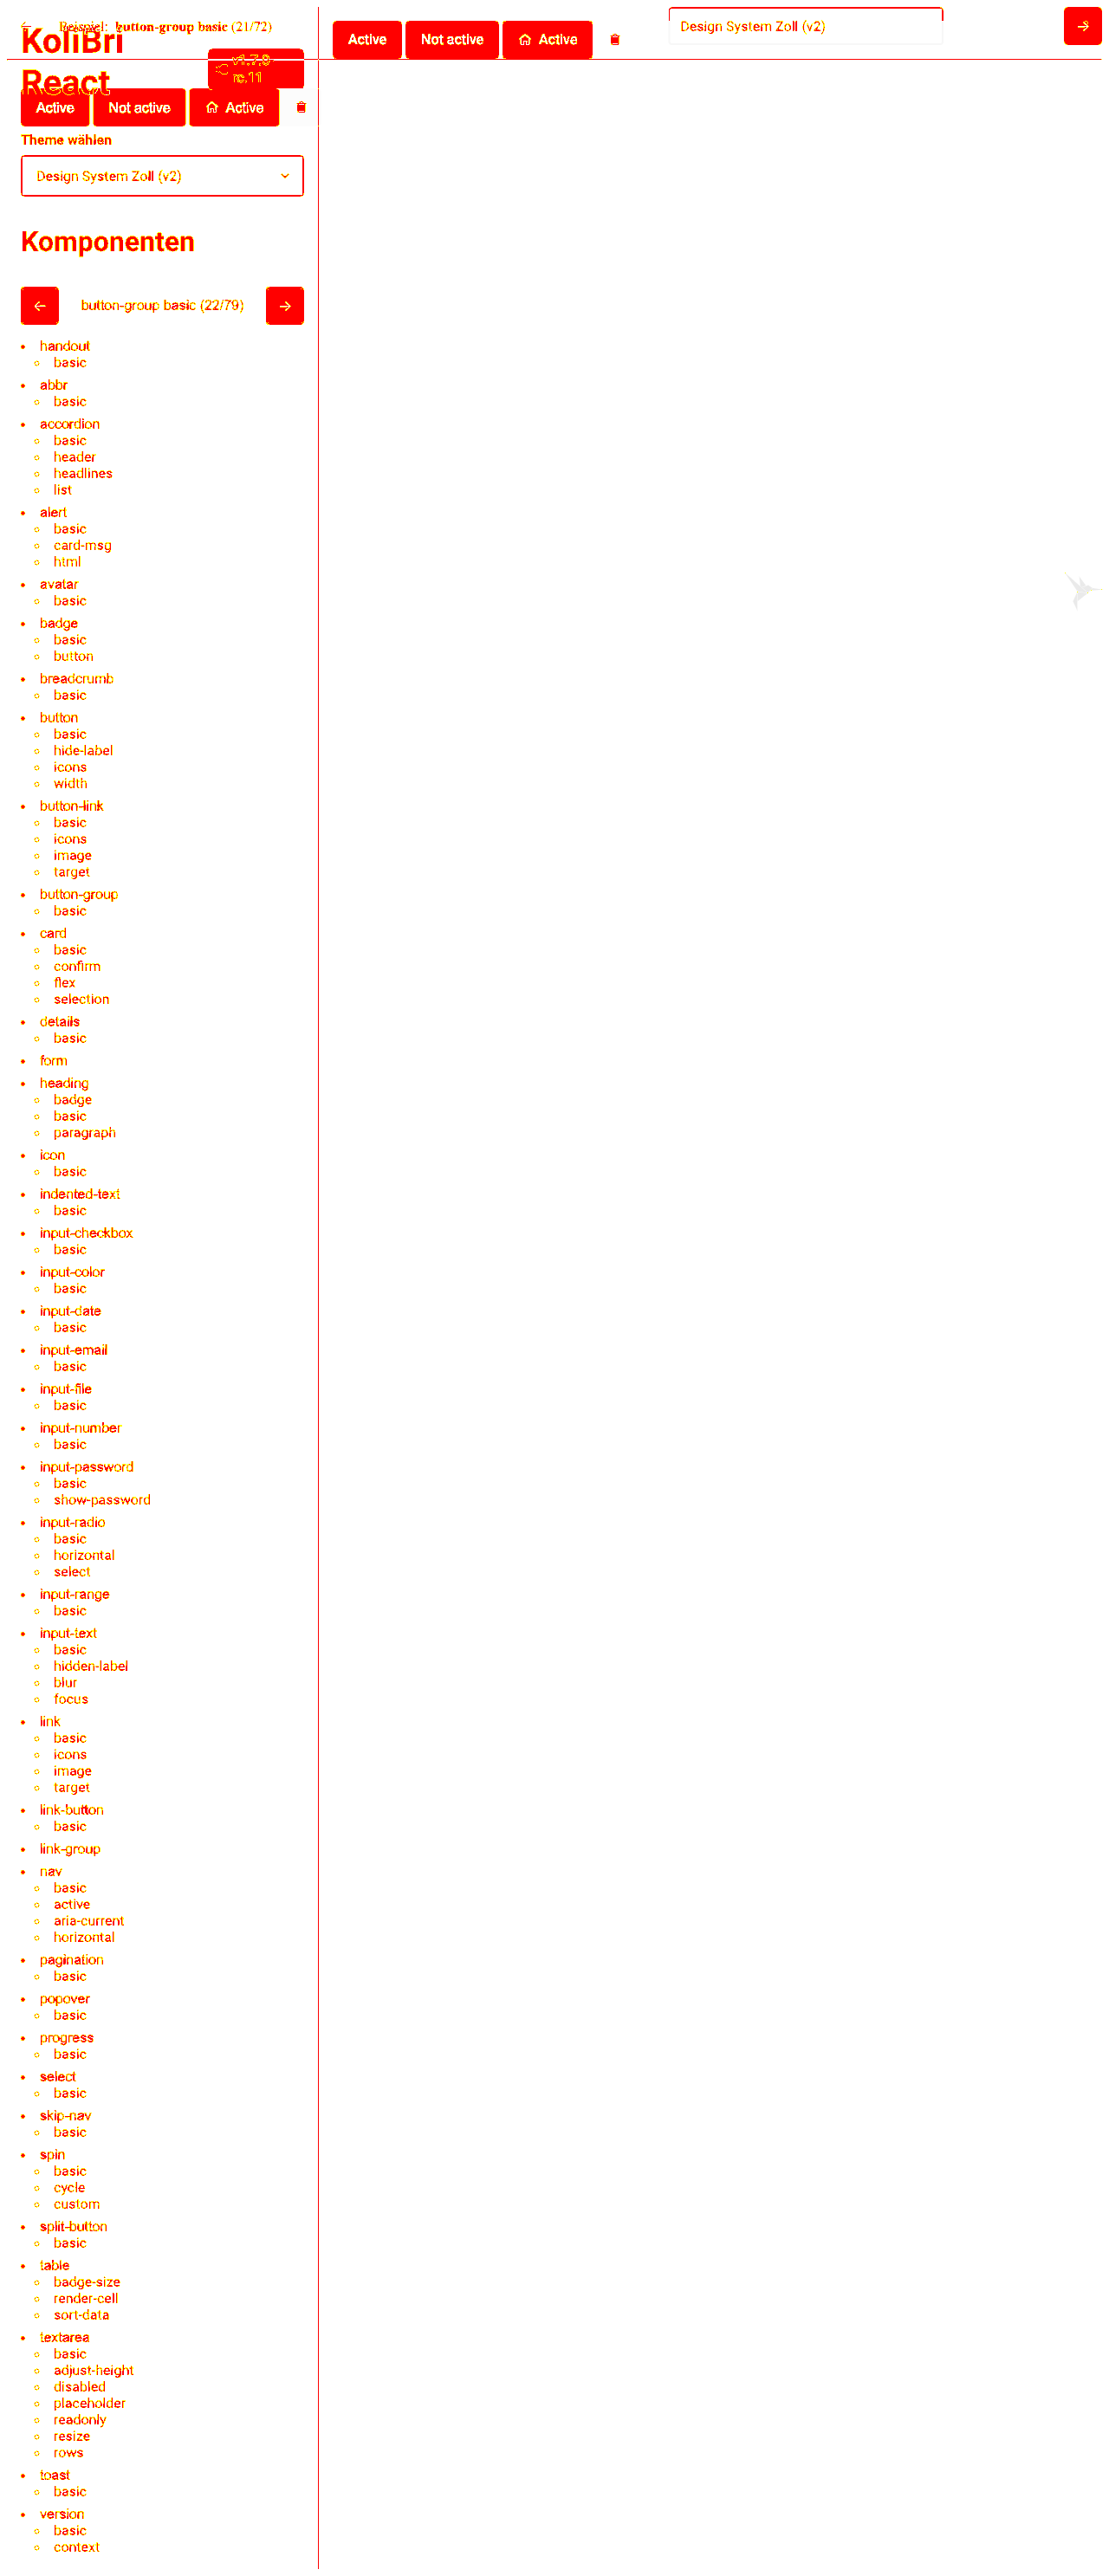 ← Beispiel: button-group basic (21/72)
KoliBri
React
v1.7.0-
rc.11
Active Not active Active
Design System Zoll (v2)
Active Not active Active
Theme wählen
Design System Zoll (v2)
Komponenten
← button-group basic (22/79) →
handout
basic
abbr
basic
accordion
basic
header
headlines
list
alert
basic
card-msg
html
avatar
basic
badge
basic
button
breadcrumb
basic
button
basic
hide-label
icons
width
button-link
basic
icons
image
target
button-group
basic
card
basic
confirm
flex
selection
details
basic
form
heading
badge
basic
paragraph
icon
basic
indented-text
basic
input-checkbox
basic
input-color
basic
input-date
basic
input-email
basic
input-file
basic
input-number
basic
input-password
basic
show-password
input-radio
basic
horizontal
select
input-range
basic
input-text
basic
hidden-label
blur
focus
link
basic
icons
image
target
link-button
basic
link-group
nav
basic
active
aria-current
horizontal
pagination
basic
popover
basic
progress
basic
select
basic
skip-nav
basic
spin
basic
cycle
custom
split-button
basic
table
badge-size
render-cell
sort-data
textarea
basic
adjust-height
disabled
placeholder
readonly
resize
rows
toast
basic
version
basic
context